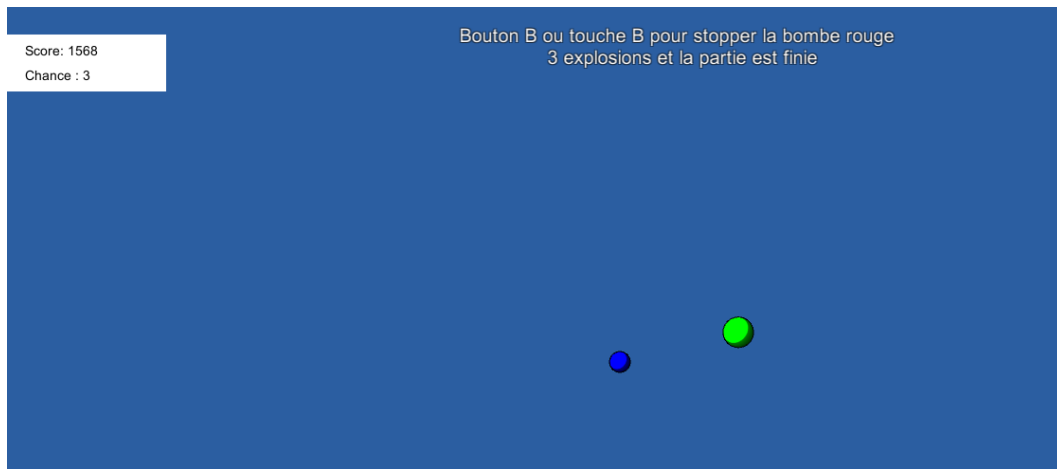 Score: 1568
Chance : 3
Bouton B ou touche B pour stopper la bombe rouge
3 explosions et la partie est finie